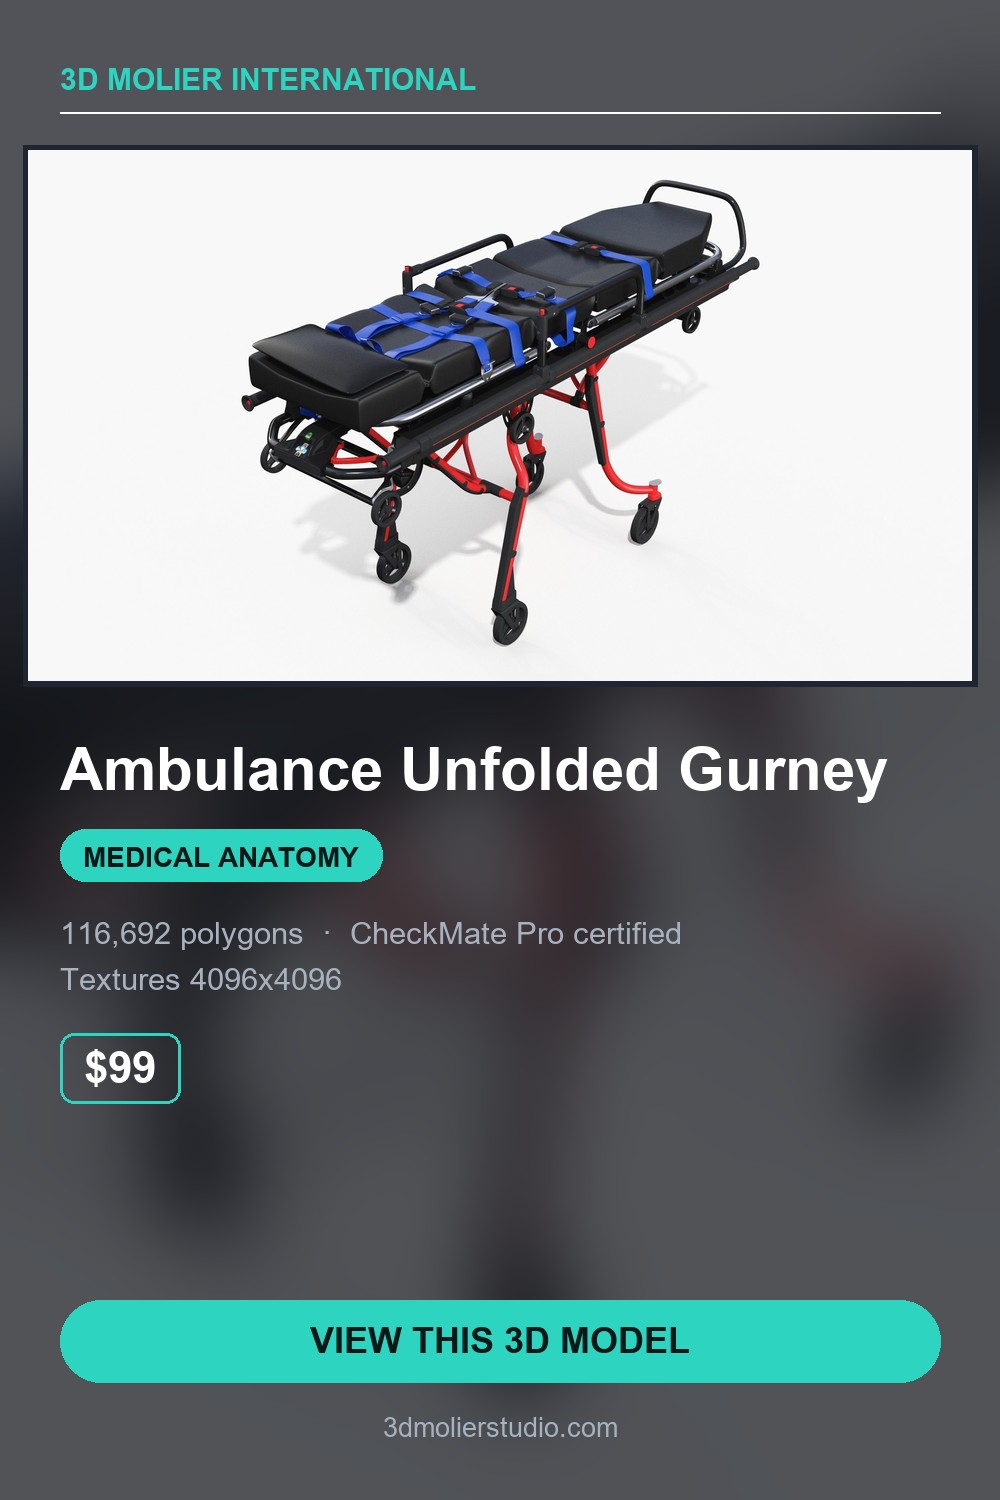 3D MOLIER INTERNATIONAL
Ambulance Unfolded Gurney
MEDICAL ANATOMY
116,692 polygons · CheckMate Pro certified
Textures 4096x4096
$99
VIEW THIS 3D MODEL
3dmolierstudio.com